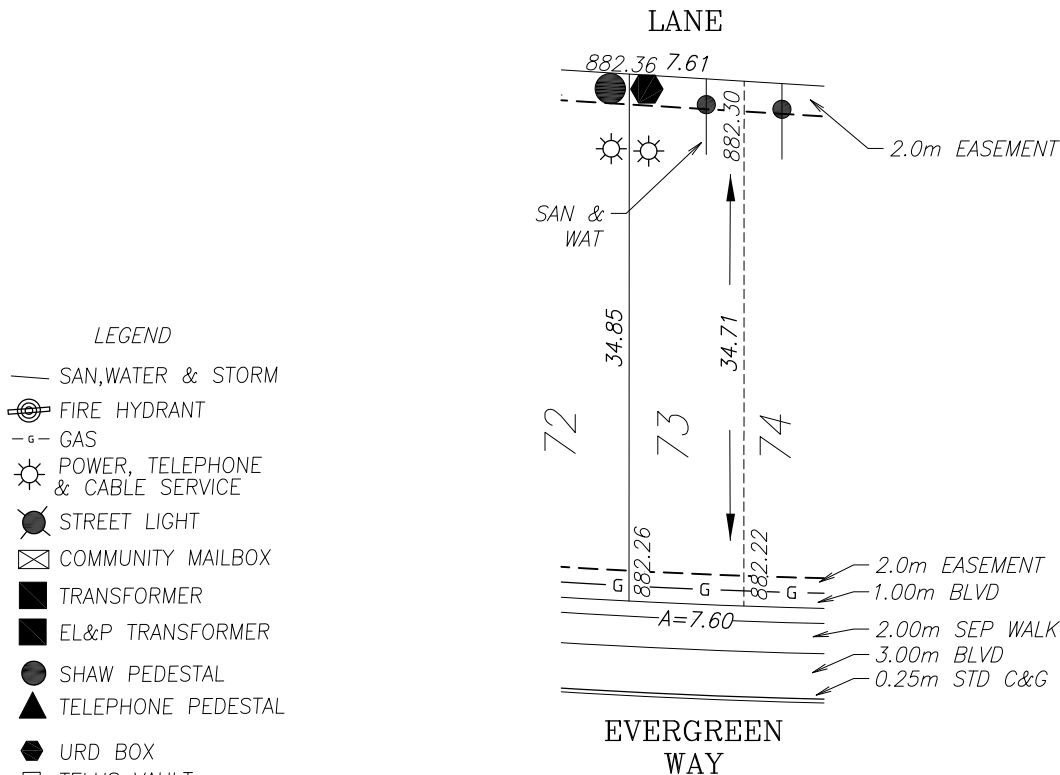 LANE
882.36 7.61
882.30
2.0m EASEMENT
SAN &
WAT
34.85
34.71
72
73
74
882.26
882.22
G G G
2.0m EASEMENT
1.00m BLVD
A=7.60
2.00m SEP WALK
3.00m BLVD
0.25m STD C&G
EVERGREEN
WAY
LEGEND
SAN,WATER & STORM
FIRE HYDRANT
G GAS
POWER, TELEPHONE
& CABLE SERVICE
STREET LIGHT
COMMUNITY MAILBOX
TRANSFORMER
EL&P TRANSFORMER
SHAW PEDESTAL
TELEPHONE PEDESTAL
URD BOX